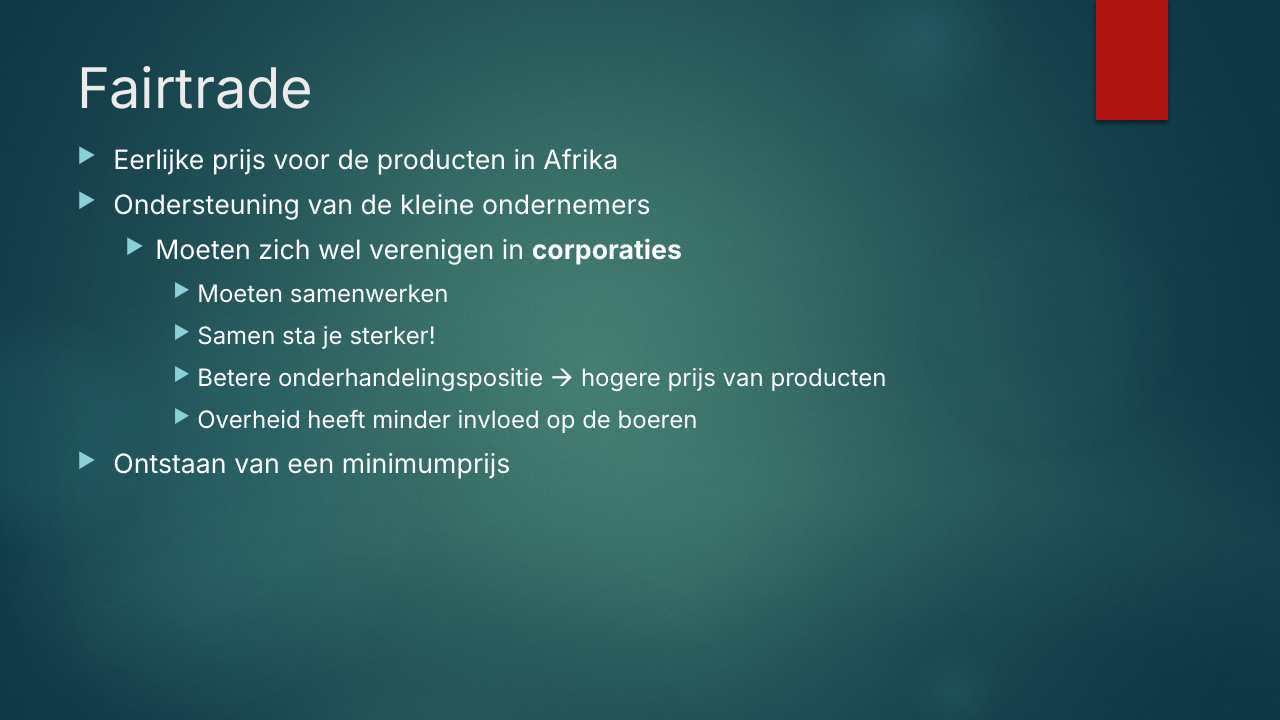 Fairtrade
Eerlijke prijs voor de producten in Afrika
Ondersteuning van de kleine ondernemers
Moeten zich wel verenigen in corporaties
Moeten samenwerken
Samen sta je sterker!
Betere onderhandelingspositie → hogere prijs van producten
Overheid heeft minder invloed op de boeren
Ontstaan van een minimumprijs